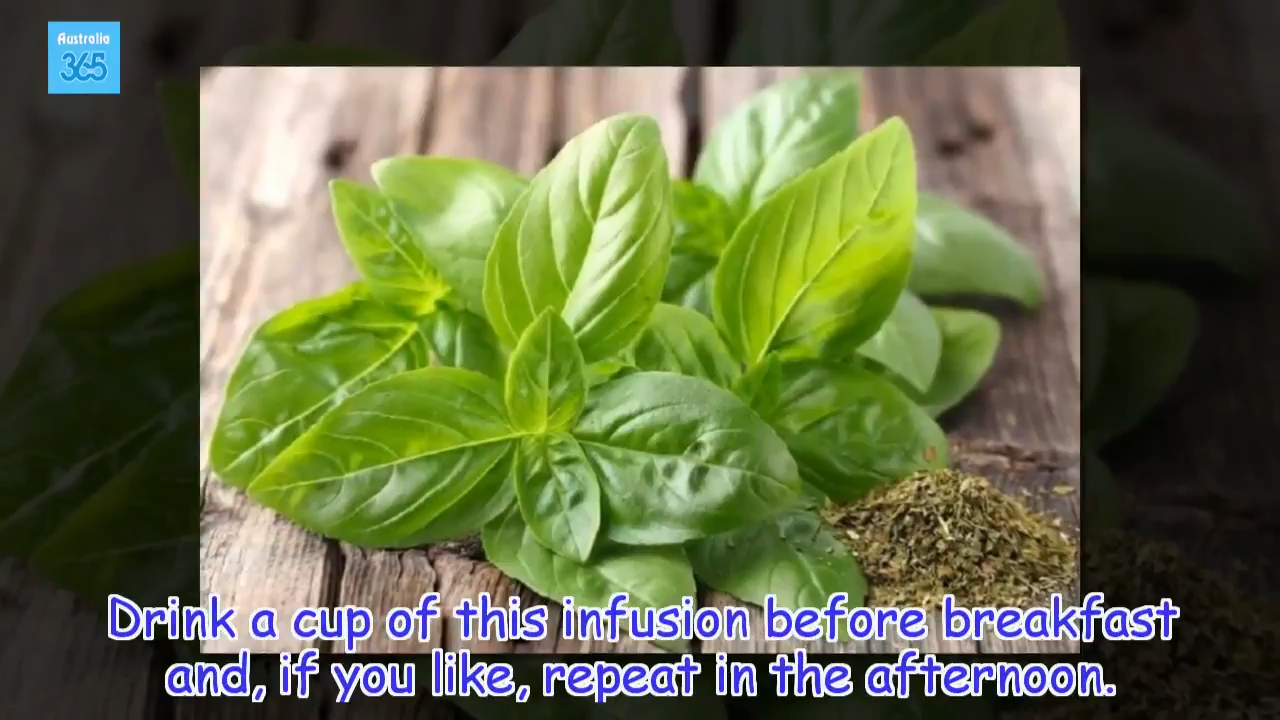 Australia
365
Drink a cup of this infusion before breakfast
and, if you like, repeat in the afternoon.